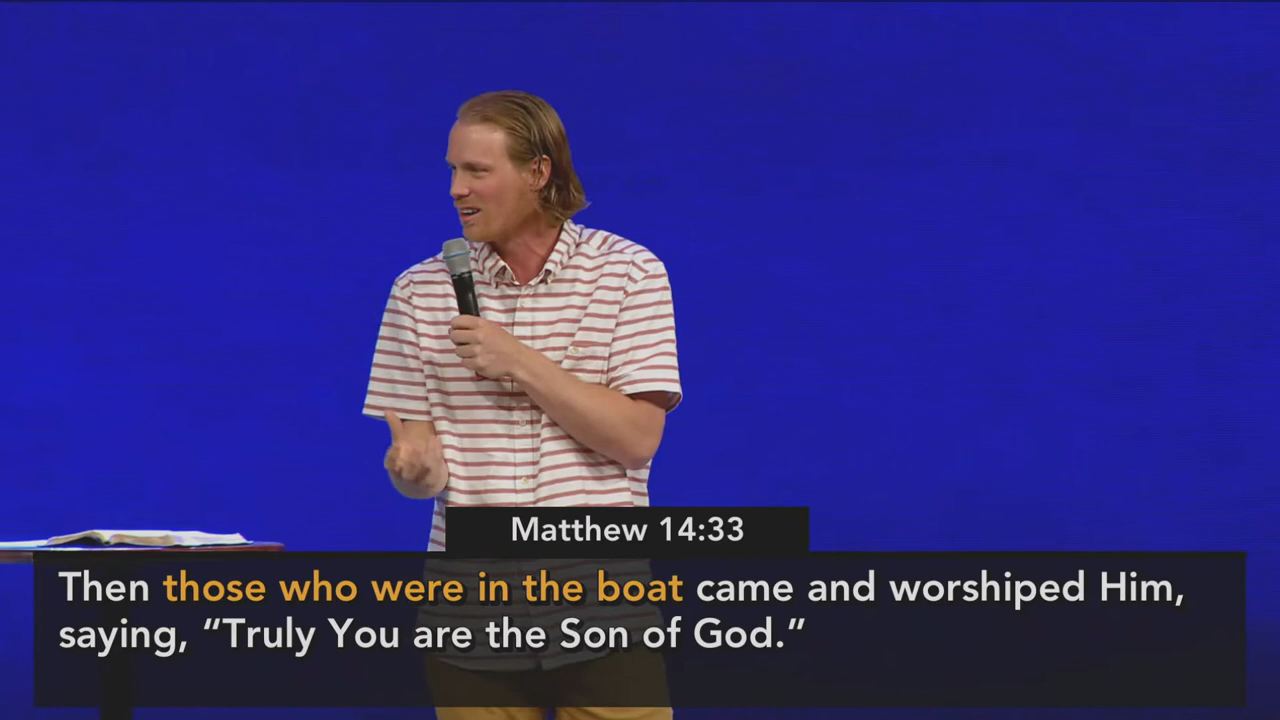 Matthew 14:33
Then those who were in the boat came and worshiped Him,
saying, “Truly You are the Son of God.”